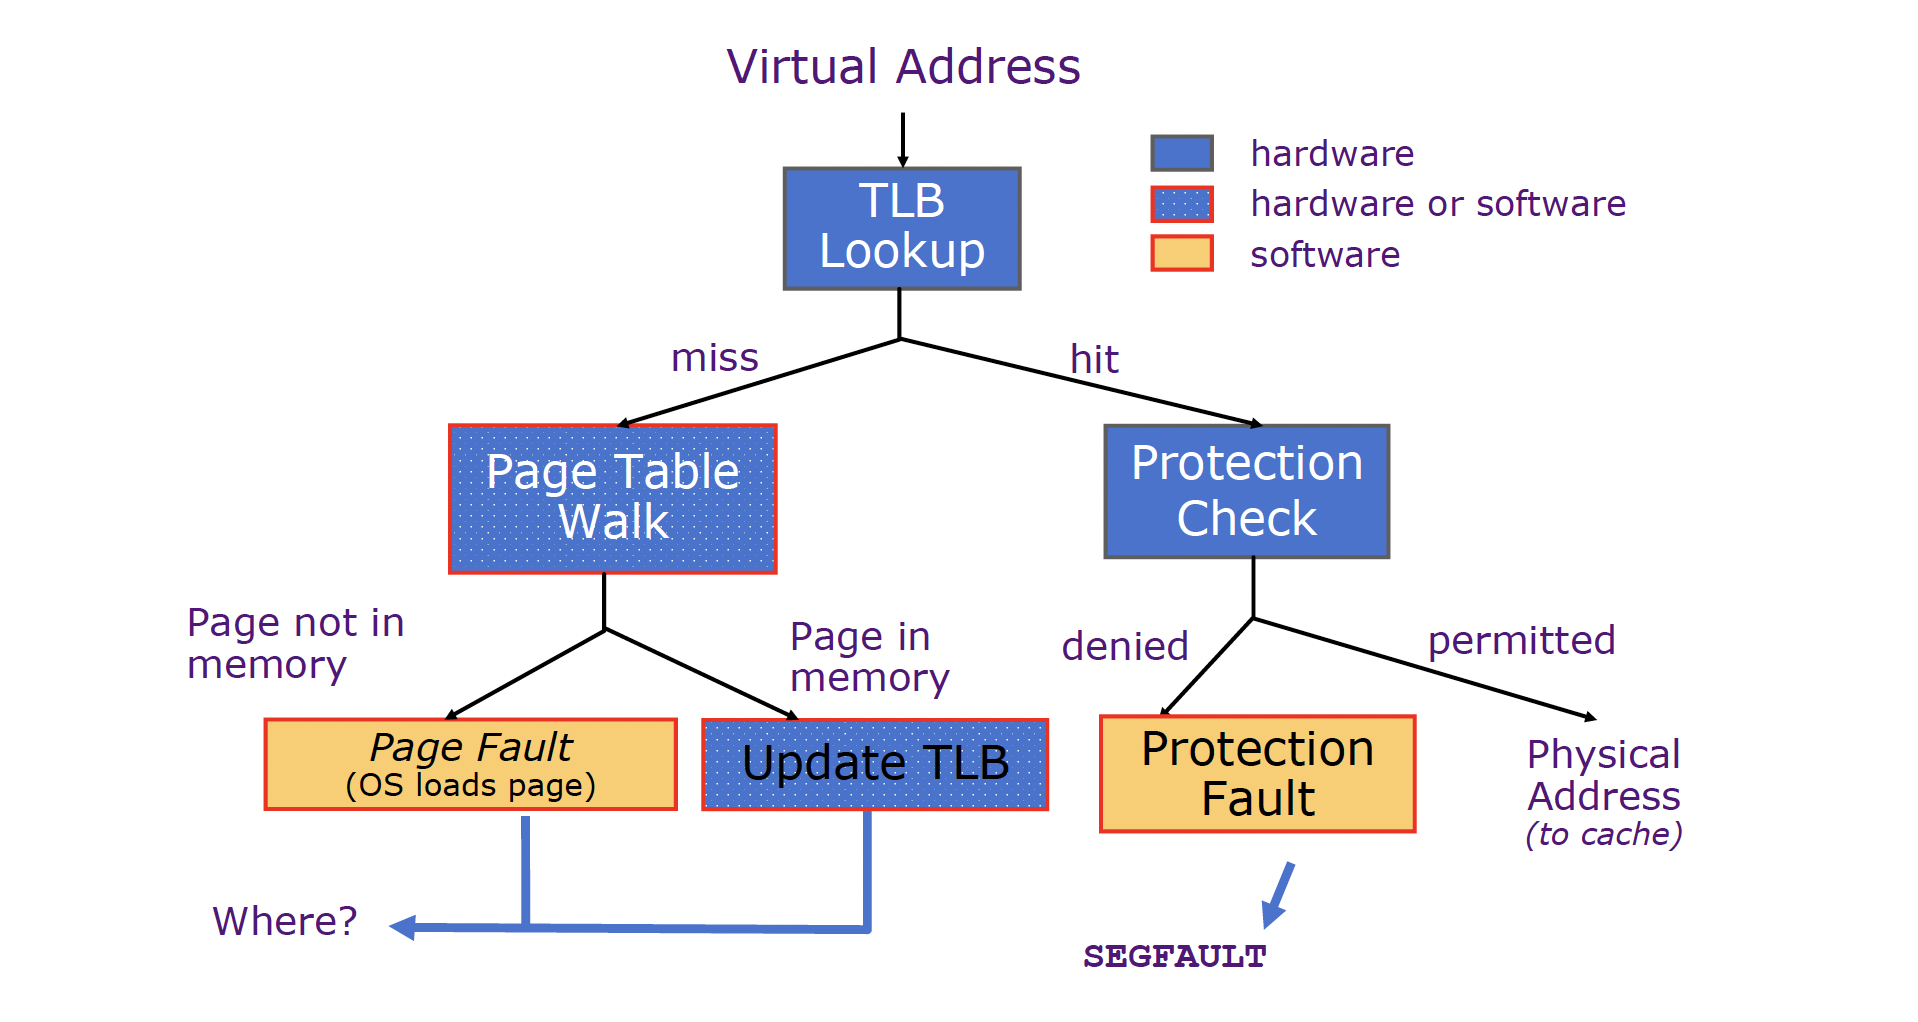 Virtual Address
hardware
hardware or software
software
TLB
Lookup
miss
hit
Page Table
Walk
Protection
Check
Page not in
memory
Page in
memory
denied
permitted
Page Fault
(OS loads page)
Update TLB
Protection
Fault
Physical
Address
(to cache)
Where?
SEGFAULT